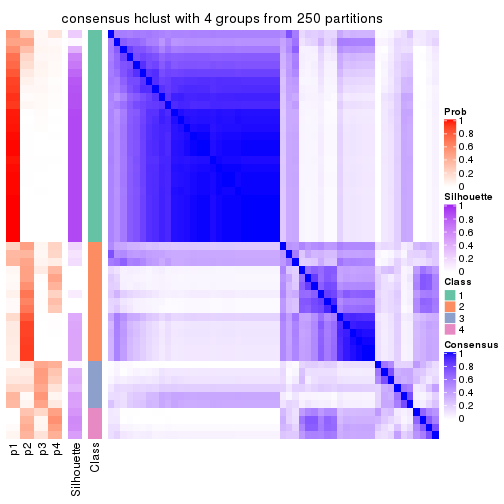 consensus hclust with 4 groups from 250 partitions
Prob
1
0.8
0.6
0.4
0.2
0
Silhouette
1
0.8
0.6
0.4
0.2
0
Class
1
2
3
4
Consensus
1
0.8
0.6
0.4
0.2
0
p1
p2
p3
p4
Silhouette
Class